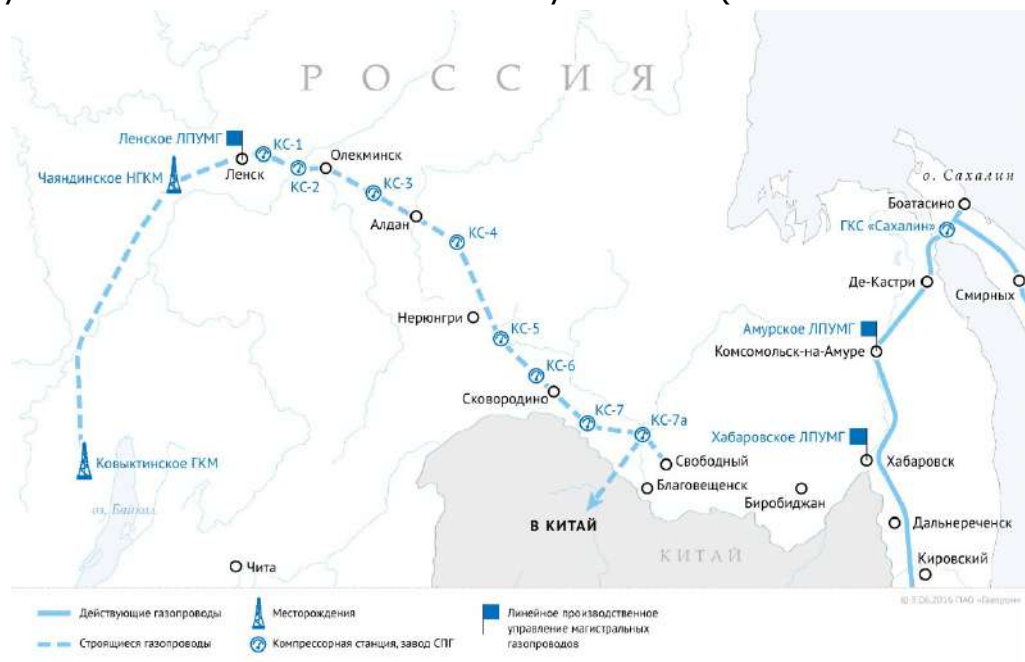 РОССИЯ
Ленское ЛПУМГ
КС-1
Олекминск
Чаяндинское НГКМ
Ленск
КС-2
КС-3
о. Сахалин
Алдан
Боатасино
КС-4
ГКС «Сахалин»
Де-Кастри
Смирных
Нерюнгри
КС-5
Амурское ЛПУМГ
Комсомольск-на-Амуре
КС-6
Сковородино
КС-7
КС-7а
Хабаровское ЛПУМГ
Ковыктинское ГКМ
Свободный
Хабаровск
Благовещенск
Биробиджан
оз. Байкал
В КИТАЙ
Дальнереченск
КИТАЙ
Кировский
Чита
Действующие газопроводы
Месторождения
Линейное производственное
управление магистральных
газопроводов
Строящиеся газопроводы
Компрессорная станция, завод СПГ